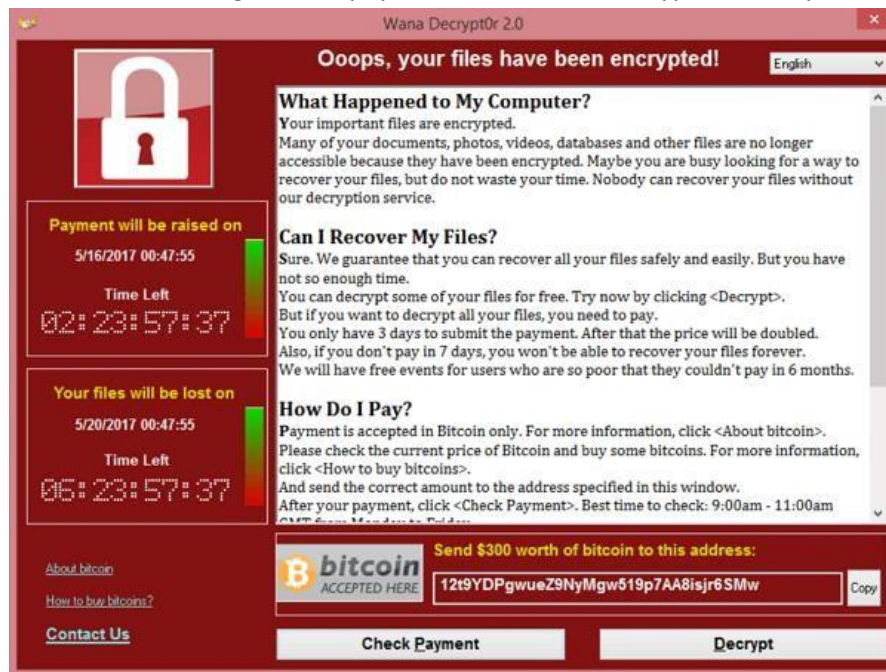 Wana Decrypt0r 2.0
Ooops, your files have been encrypted!
English
What Happened to My Computer?
Your important files are encrypted.
Many of your documents, photos, videos, databases and other files are no longer
accessible because they have been encrypted. Maybe you are busy looking for a way to
recover your files, but do not waste your time. Nobody can recover your files without
our decryption service.
Can I Recover My Files?
Sure. We guarantee that you can recover all your files safely and easily. But you have
not so enough time.
You can decrypt some of your files for free. Try now by clicking <Decrypt>.
But if you want to decrypt all your files, you need to pay.
You only have 3 days to submit the payment. After that the price will be doubled.
Also, if you don't pay in 7 days, you won't be able to recover your files forever.
We will have free events for users who are so poor that they couldn't pay in 6 months.
How Do I Pay?
Payment is accepted in Bitcoin only. For more information, click <About bitcoin>.
Please check the current price of Bitcoin and buy some bitcoins. For more information,
click <How to buy bitcoins>.
And send the correct amount to the address specified in this window.
After your payment, click <Check Payment>. Best time to check: 9:00am - 11:00am
GMT from Monday to Friday
Payment will be raised on
5/16/2017 00:47:55
Time Left
02:23:57:37
Your files will be lost on
5/20/2017 00:47:55
Time Left
06:23:57:37
About bitcoin
How to buy bitcoins?
Contact Us
bitcoin
ACCEPTED HERE
Send $300 worth of bitcoin to this address:
12t9YDPgwueZ9NyMgw519p7AA8isjr6SMw
Copy
Check Payment
Decrypt